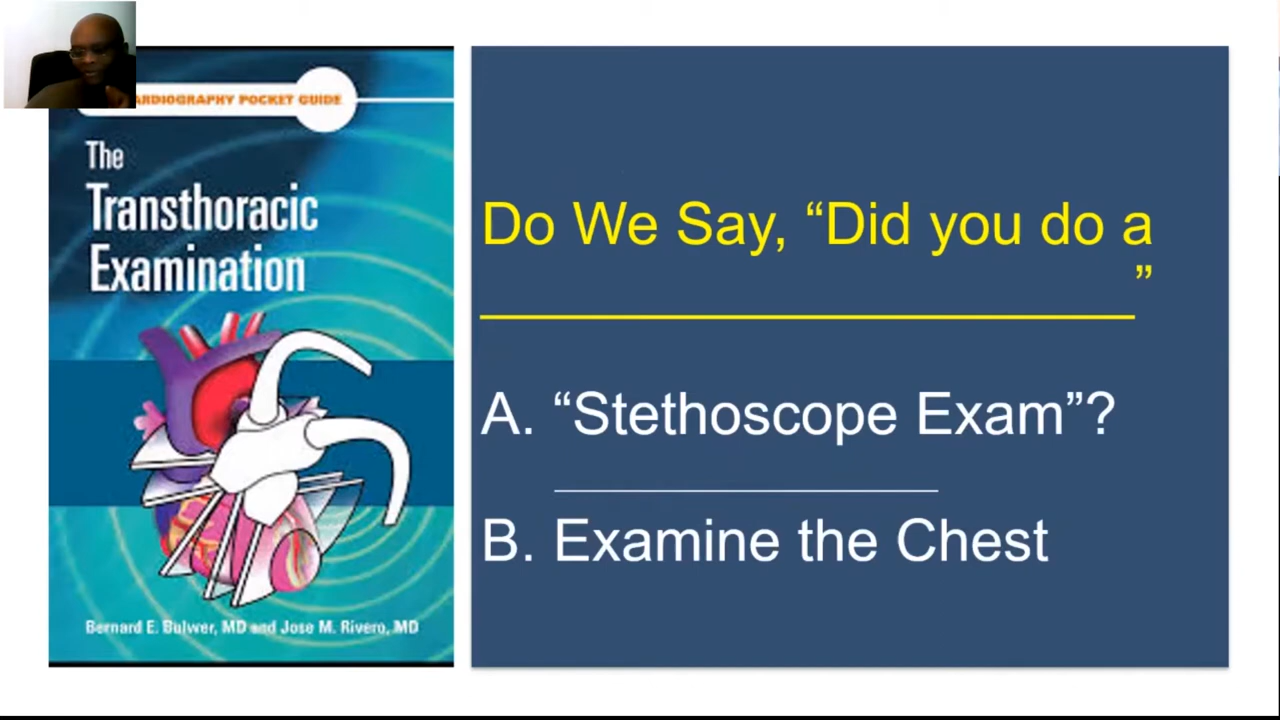 CARDIOGRAPHY POCKET GUIDE
The
Transthoracic
Examination
Bernard E. Bulwer, MD and Jose M. Rivero, MD
Do We Say, “Did you do a
”
A. “Stethoscope Exam”?
B. Examine the Chest